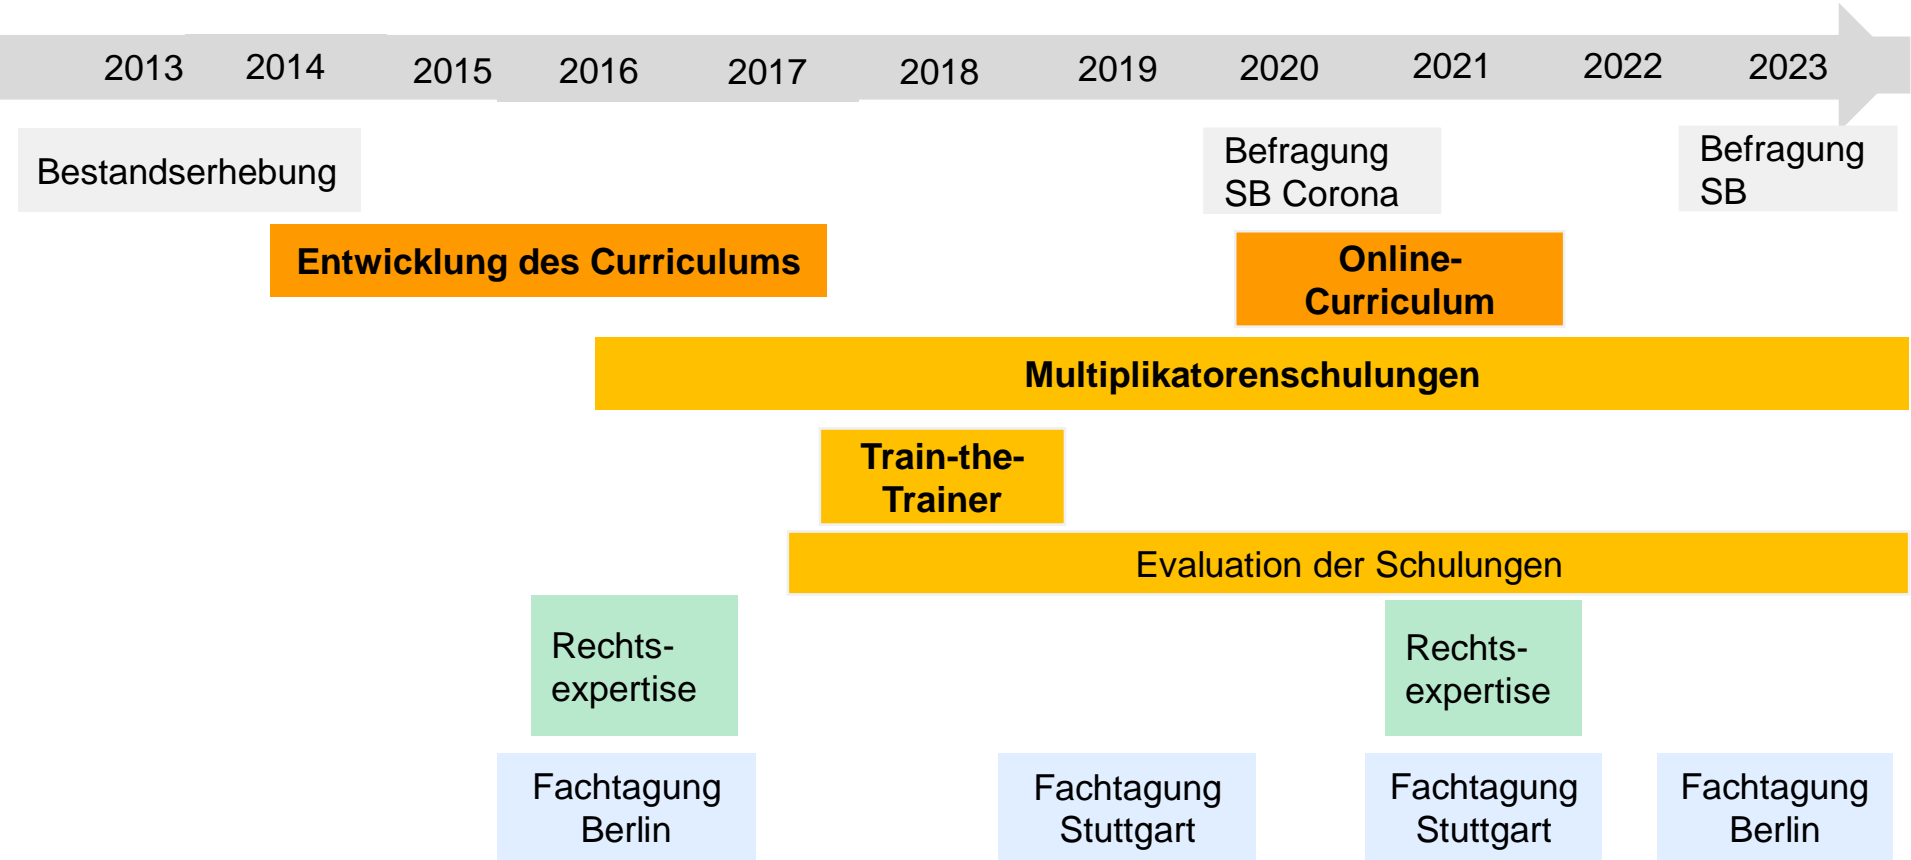 2013 2014 2015 2016 2017 2018 2019 2020 2021 2022 2023
Bestandserhebung
Befragung
SB Corona
Befragung
SB
Entwicklung des Curriculums
Online-
Curriculum
Multiplikatorenschulungen
Train-the-
Trainer
Evaluation der Schulungen
Rechts-
expertise
Rechts-
expertise
Fachtagung
Berlin
Fachtagung
Stuttgart
Fachtagung
Stuttgart
Fachtagung
Berlin